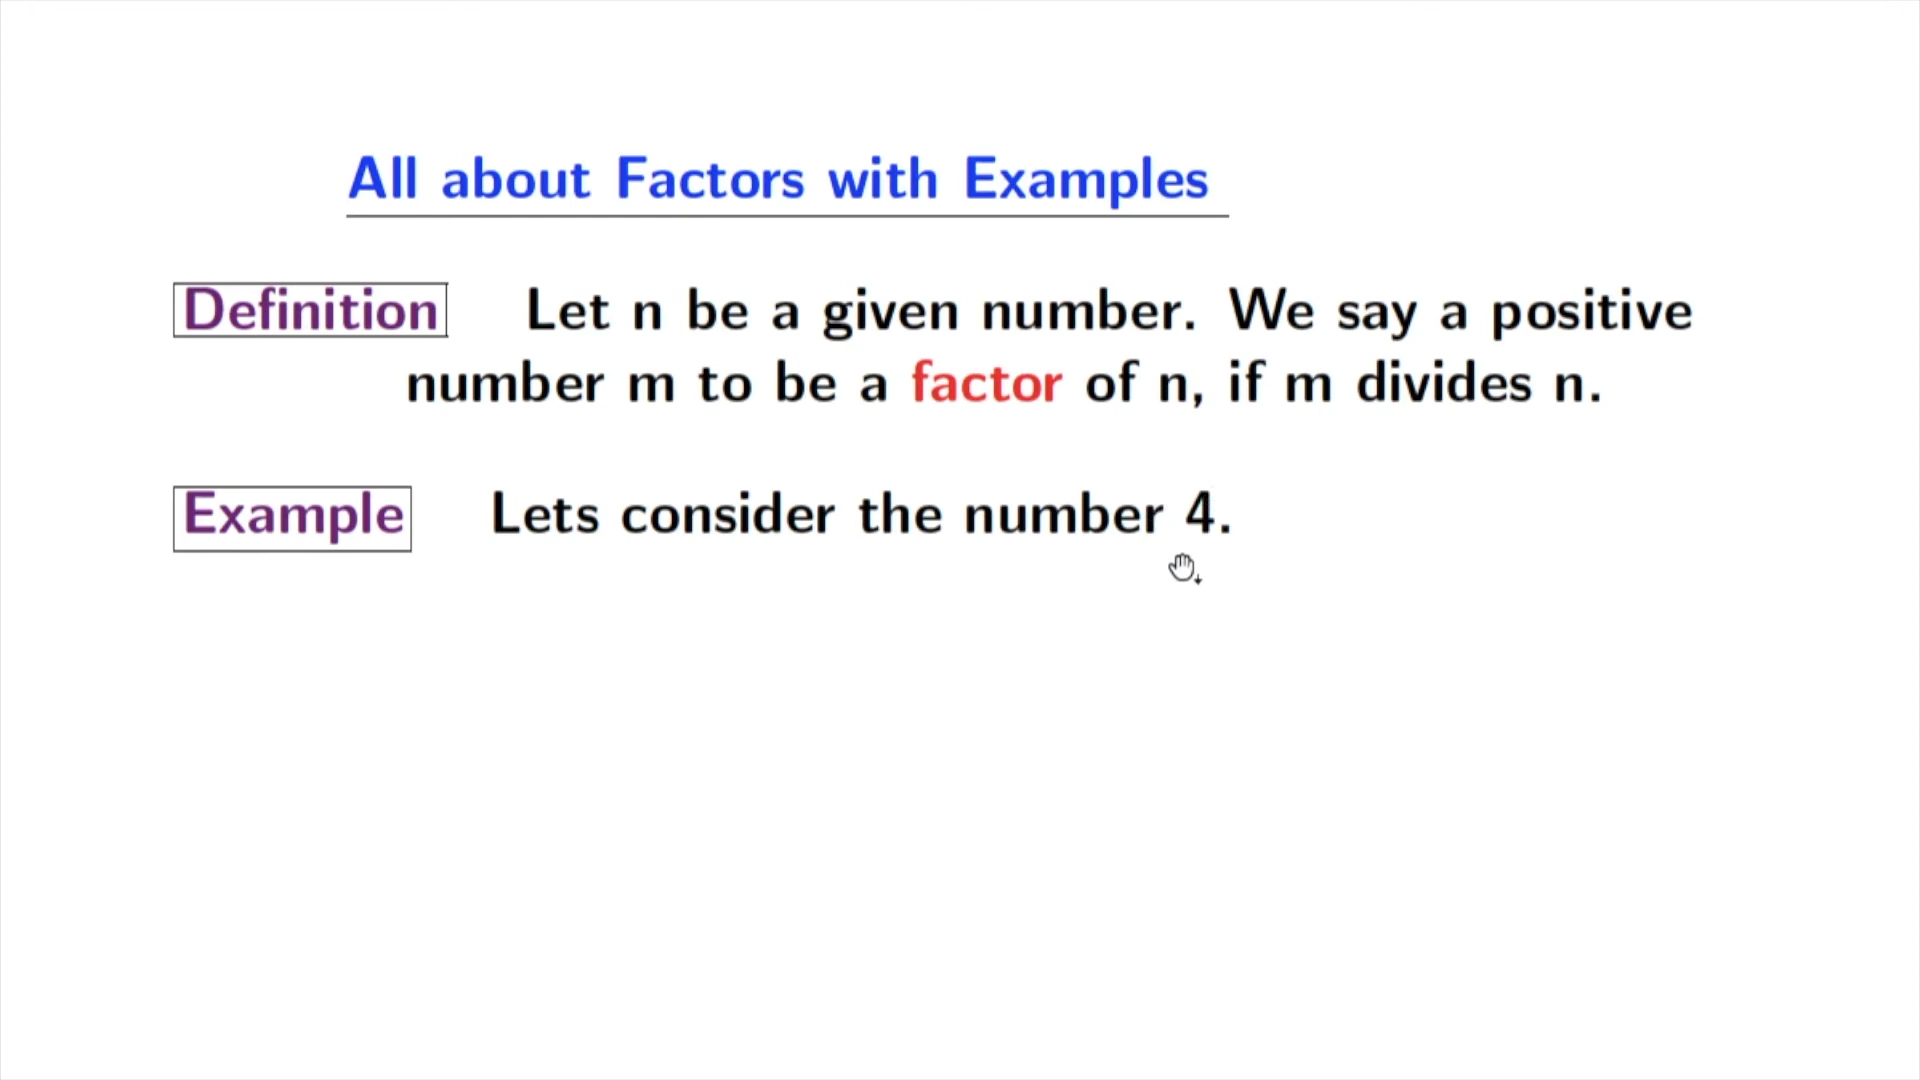 All about Factors with Examples
Definition Let n be a given number. We say a positive
number m to be a factor of n, if m divides n.
Example Lets consider the number 4.